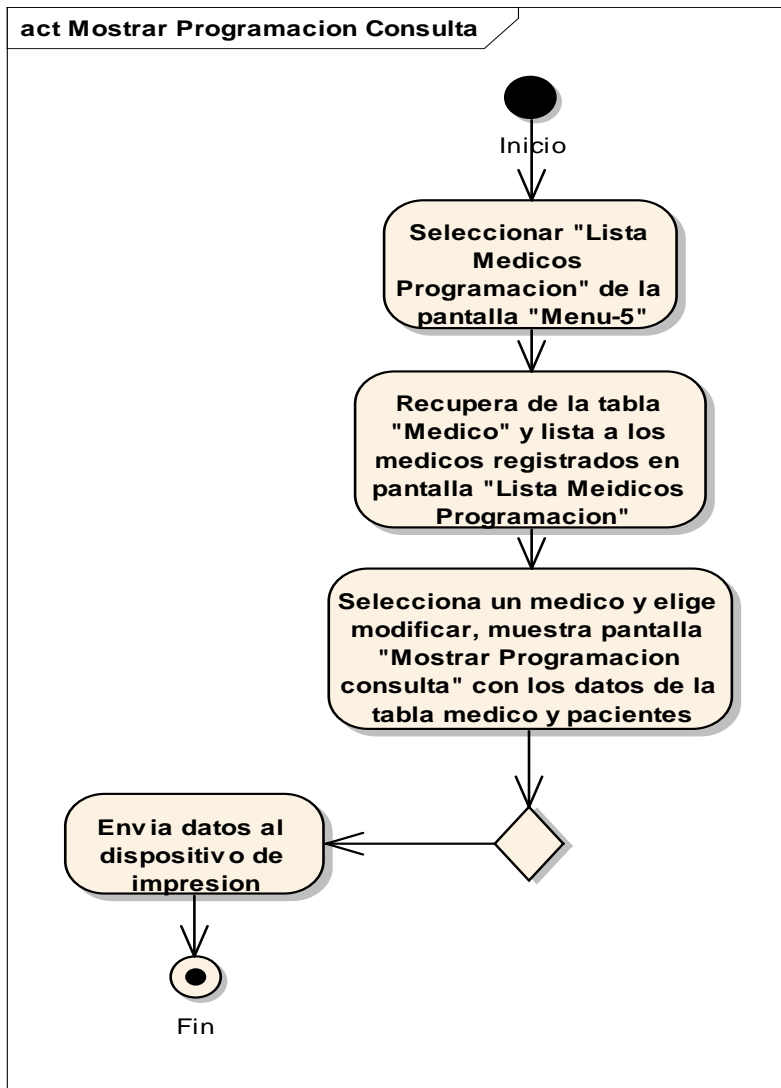 act Mostrar Programacion Consulta
Inicio
Seleccionar "Lista
Medicos
Programacion" de la
pantalla "Menu-5"
Recupera de la tabla
"Medico" y lista a los
medicos registrados en
pantalla "Lista Meidicos
Programacion"
Selecciona un medico y elige
modificar, muestra pantalla
"Mostrar Programacion
consulta" con los datos de la
tabla medico y pacientes
Envia datos al
dispositivo de
impresion
Fin